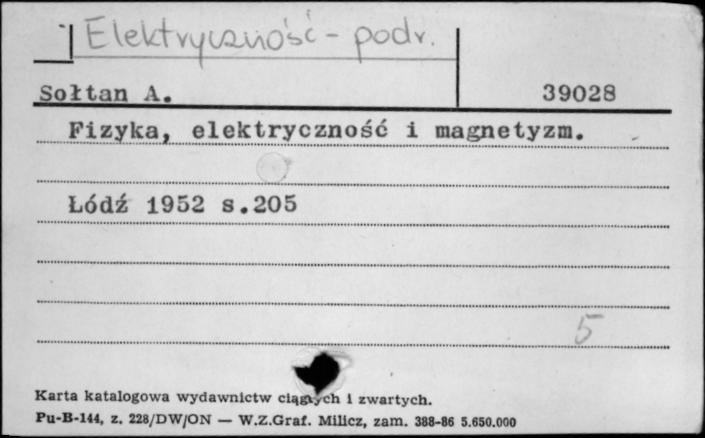 Elektryczność - podr.
Sołtan A. 39028
Fizyka, elektryczność i magnetyzm.
Łódź 1952 s.205
5
Karta katalogowa wydawnictw ciągłych i zwartych.
Pu-B-144, z. 228/DW/ON — W.Z.Graf. Milicz, zam. 388-86 5.650.000